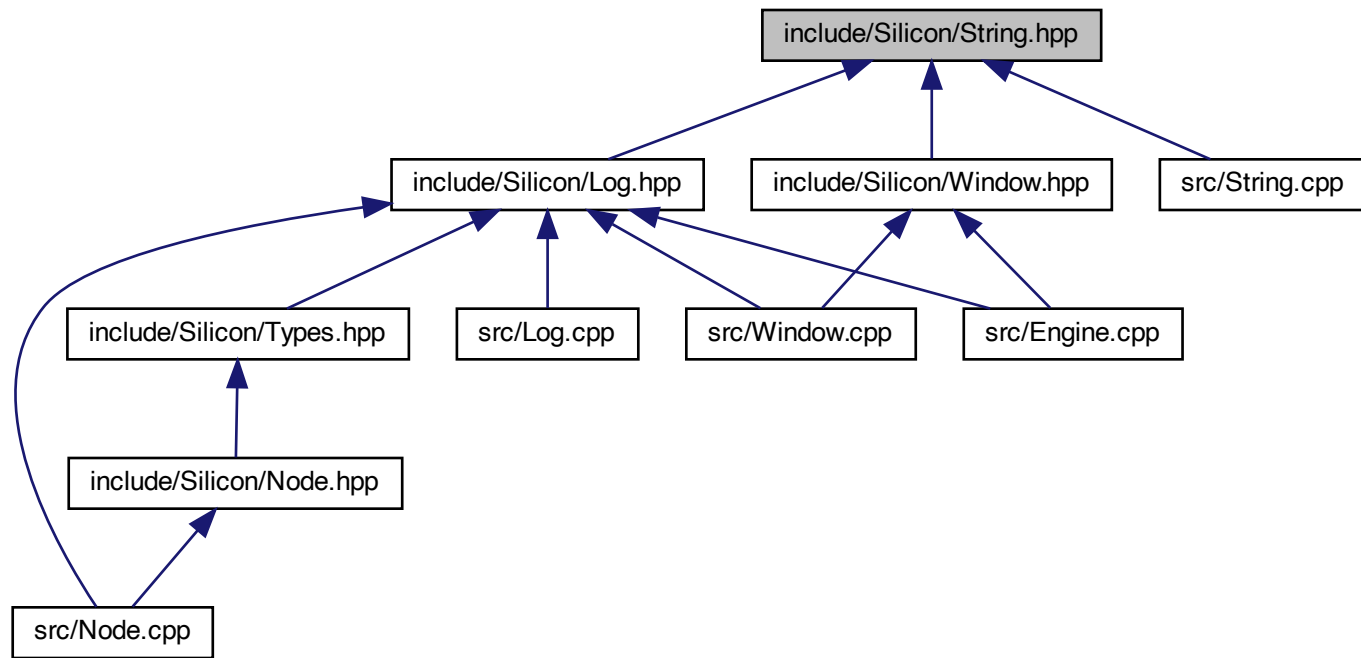 include/Silicon/String.hpp
include/Silicon/Log.hpp
include/Silicon/Window.hpp
src/String.cpp
include/Silicon/Types.hpp
src/Log.cpp
src/Window.cpp
src/Engine.cpp
include/Silicon/Node.hpp
src/Node.cpp